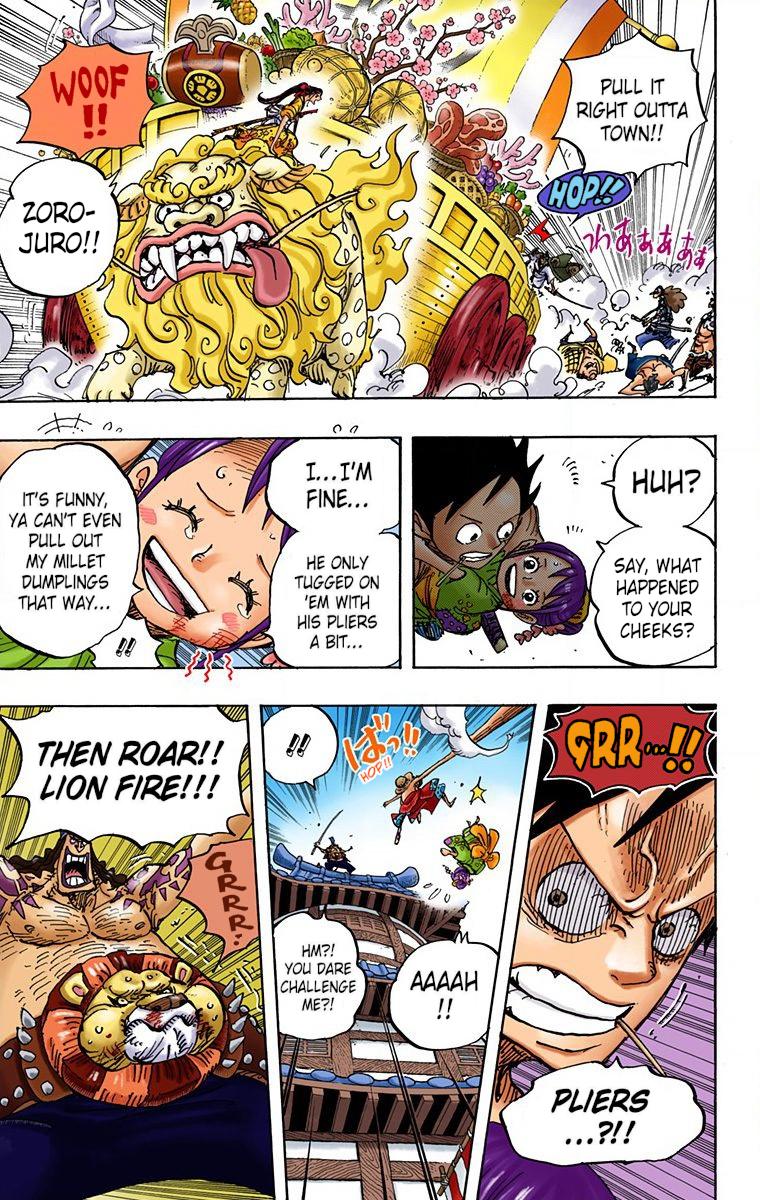 PULL IT
RIGHT OUTTA
TOWN!!
HOP!!
わぁぁぁぁぁ
WOOF
!!
ZORO-
JURO!!
HUH?
SAY, WHAT
HAPPENED
TO YOUR
CHEEKS?
I...I'M
FINE...
HE ONLY
TUGGED ON
'EM WITH
HIS PLIERS
A BIT...
IT'S FUNNY,
YA CAN'T EVEN
PULL OUT
MY MILLET
DUMPLINGS
THAT WAY...
!!
GRR...!!
PLIERS
...?!!
ばっ!!
HOP!!
!!
AAAAH
!!
HM?!
YOU DARE
CHALLENGE
ME?!
THEN ROAR!!
LION FIRE!!!
GRRR..